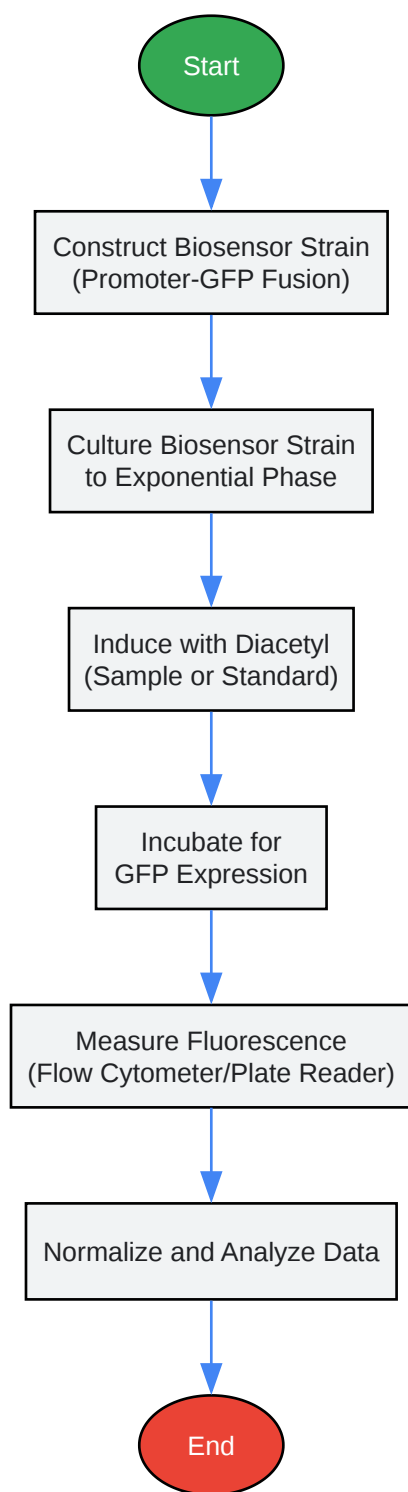 Start
Construct Biosensor Strain
(Promoter-GFP Fusion)
Culture Biosensor Strain
to Exponential Phase
Induce with Diacetyl
(Sample or Standard)
Incubate for
GFP Expression
Measure Fluorescence
(Flow Cytometer/Plate Reader)
Normalize and Analyze Data
End